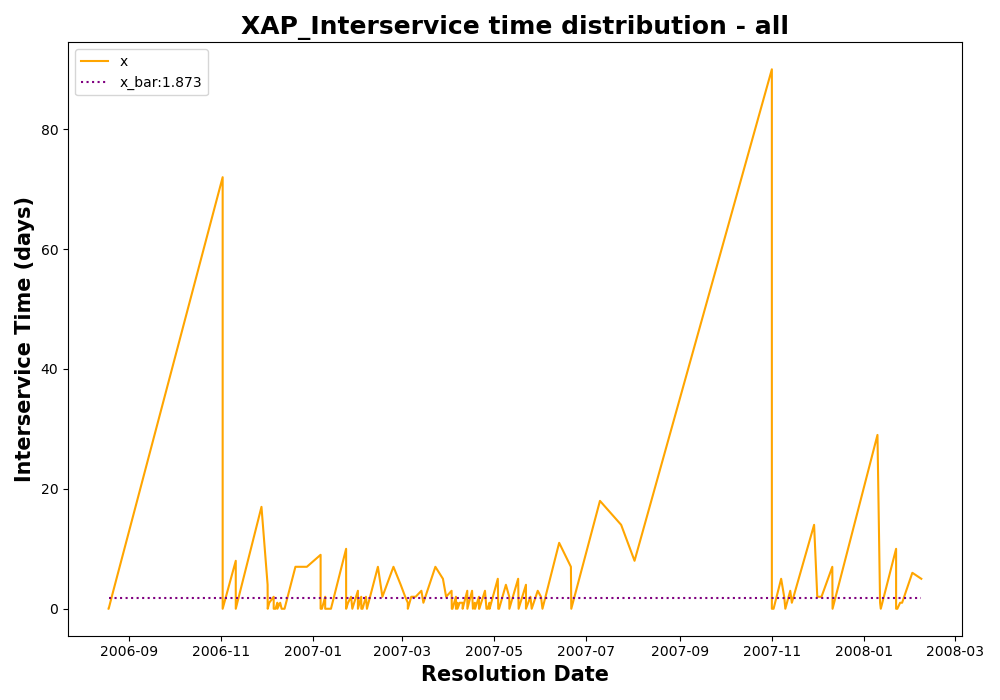 XAP_Interservice time distribution - all
x
x_bar:1.873
Interservice Time (days)
80
60
40
20
0
2006-09 2006-11 2007-01 2007-03 2007-05 2007-07 2007-09 2007-11 2008-01 2008-03
Resolution Date